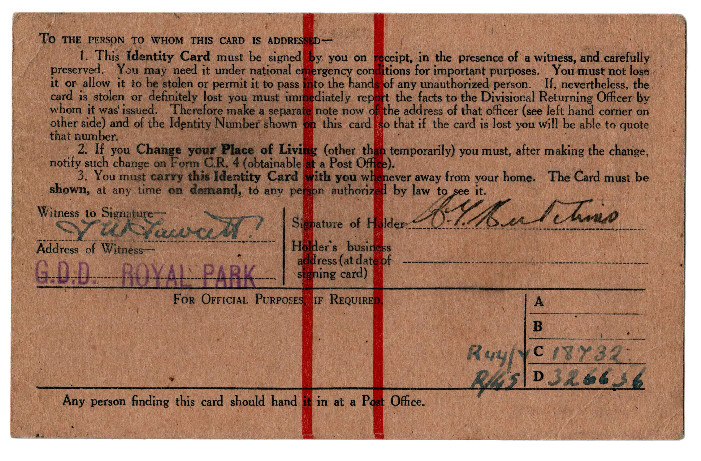 TO THE PERSON TO WHOM THIS CARD IS ADDRESSED—
1. This Identity Card must be signed by you on receipt, in the presence of a witness, and carefully
preserved. You may need it under national emergency conditions for important purposes. You must not lose
it or allow it to be stolen or permit it to pass into the hands of any unauthorized person. If, nevertheless, the
card is stolen or definitely lost you must immediately report the facts to the Divisional Returning Officer by
whom it was issued. Therefore make a separate note now of the address of that officer (see left hand corner on
other side) and of the Identity Number shown on this card so that if the card is lost you will be able to quote
that number.
2. If you Change your Place of Living (other than temporarily) you must, after making the change,
notify such change on Form C.R. 4 (obtainable at a Post Office).
3. You must carry this Identity Card with you whenever away from your home. The Card must be
shown, at any time on demand, to any person authorized by law to see it.
Witness to Signature—
Fawcett
Address of Witness—
G.D.D. ROYAL PARK
Signature of Holder
Hutchins
Holder's business
address (at date of
signing card)
FOR OFFICIAL PURPOSES, IF REQUIRED.
A
B
C 18732
R/45 D 326636
Any person finding this card should hand it in at a Post Office.